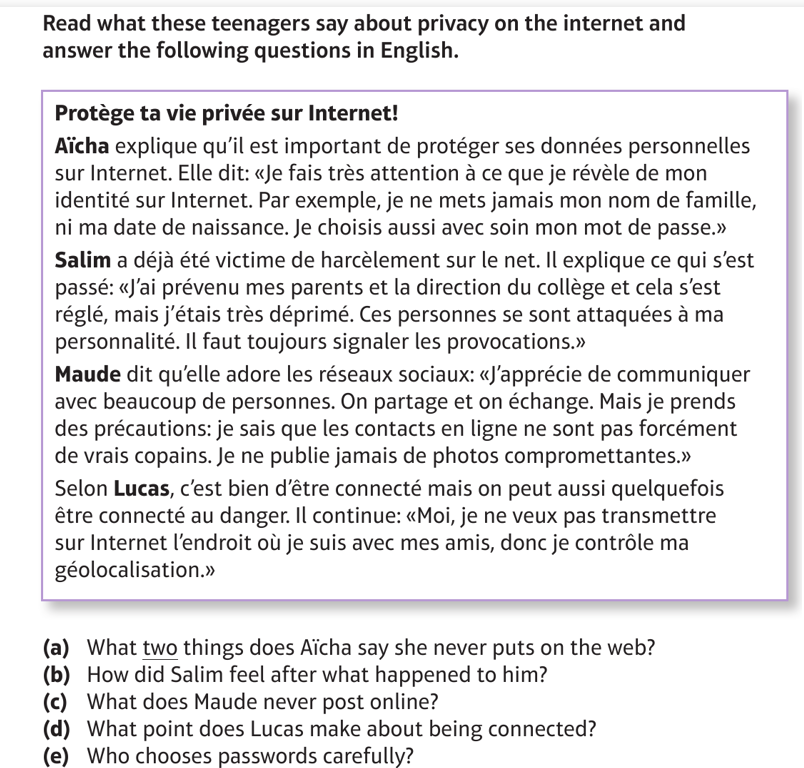 Read what these teenagers say about privacy on the internet and
answer the following questions in English.
Protège ta vie privée sur Internet!
Aïcha explique qu’il est important de protéger ses données personnelles
sur Internet. Elle dit: «Je fais très attention à ce que je révèle de mon
identité sur Internet. Par exemple, je ne mets jamais mon nom de famille,
ni ma date de naissance. Je choisis aussi avec soin mon mot de passe.»
Salim a déjà été victime de harcèlement sur le net. Il explique ce qui s’est
passé: «J’ai prévenu mes parents et la direction du collège et cela s’est
réglé, mais j’étais très déprimé. Ces personnes se sont attaquées à ma
personnalité. Il faut toujours signaler les provocations.»
Maude dit qu’elle adore les réseaux sociaux: «J’apprécie de communiquer
avec beaucoup de personnes. On partage et on échange. Mais je prends
des précautions: je sais que les contacts en ligne ne sont pas forcément
de vrais copains. Je ne publie jamais de photos compromettantes.»
Selon Lucas, c’est bien d’être connecté mais on peut aussi quelquefois
être connecté au danger. Il continue: «Moi, je ne veux pas transmettre
sur Internet l’endroit où je suis avec mes amis, donc je contrôle ma
géolocalisation.»
(a) What two things does Aïcha say she never puts on the web?
(b) How did Salim feel after what happened to him?
(c) What does Maude never post online?
(d) What point does Lucas make about being connected?
(e) Who chooses passwords carefully?